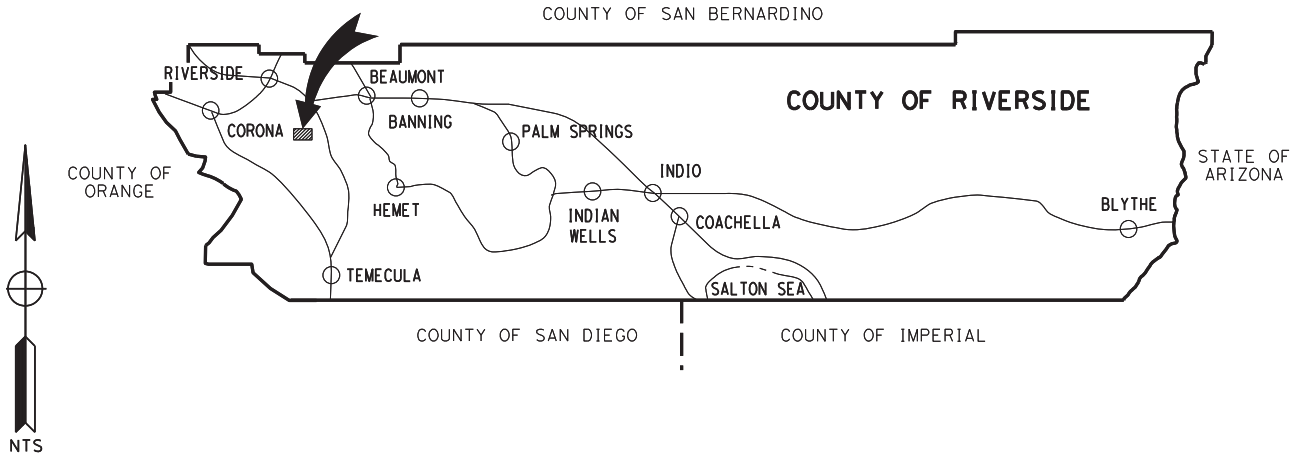 COUNTY OF SAN BERNARDINO
RIVERSIDE
BEAUMONT
COUNTY OF RIVERSIDE
BANNING
CORONA
PALM SPRINGS
STATE OF
ARIZONA
COUNTY OF
ORANGE
INDIO
HEMET
INDIAN
WELLS
COACHELLA
BLYTHE
TEMECULA
SALTON SEA
COUNTY OF SAN DIEGO
COUNTY OF IMPERIAL
NTS